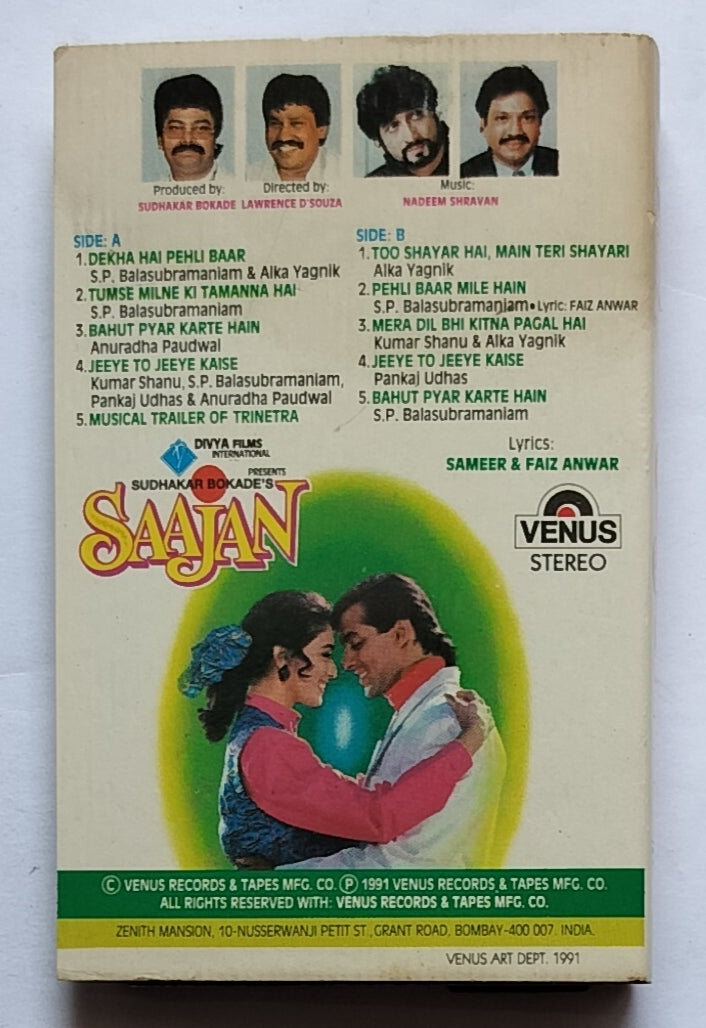 Produced by:
SUDHAKAR BOKADE
Directed by:
LAWRENCE D'SOUZA
Music:
NADEEM SHRAVAN
SIDE: A
1. DEKHA HAI PEHLI BAAR
S.P. Balasubramaniam & Alka Yagnik
2. TUMSE MILNE KI TAMANNA HAI
S.P. Balasubramaniam
3. BAHUT PYAR KARTE HAIN
Anuradha Paudwal
4. JEEYE TO JEEYE KAISE
Kumar Shanu, S.P. Balasubramaniam,
Pankaj Udhas & Anuradha Paudwal
5. MUSICAL TRAILER OF TRINETRA
SIDE: B
1. TOO SHAYAR HAI, MAIN TERI SHAYARI
Alka Yagnik
2. PEHLI BAAR MILE HAIN
S.P. Balasubramaniam • Lyric: FAIZ ANWAR
3. MERA DIL BHI KITNA PAGAL HAI
Kumar Shanu & Alka Yagnik
4. JEEYE TO JEEYE KAISE
Pankaj Udhas
5. BAHUT PYAR KARTE HAIN
S.P. Balasubramaniam
Lyrics:
SAMEER & FAIZ ANWAR
DIVYA FILMS
INTERNATIONAL
PRESENTS
SUDHAKAR BOKADE'S
SAAJAN
VENUS
STEREO
Ⓒ VENUS RECORDS & TAPES MFG. CO. Ⓟ 1991 VENUS RECORDS & TAPES MFG. CO.
ALL RIGHTS RESERVED WITH: VENUS RECORDS & TAPES MFG. CO.
ZENITH MANSION, 10-NUSSERWANJI PETIT ST., GRANT ROAD, BOMBAY-400 007. INDIA.
VENUS ART DEPT. 1991